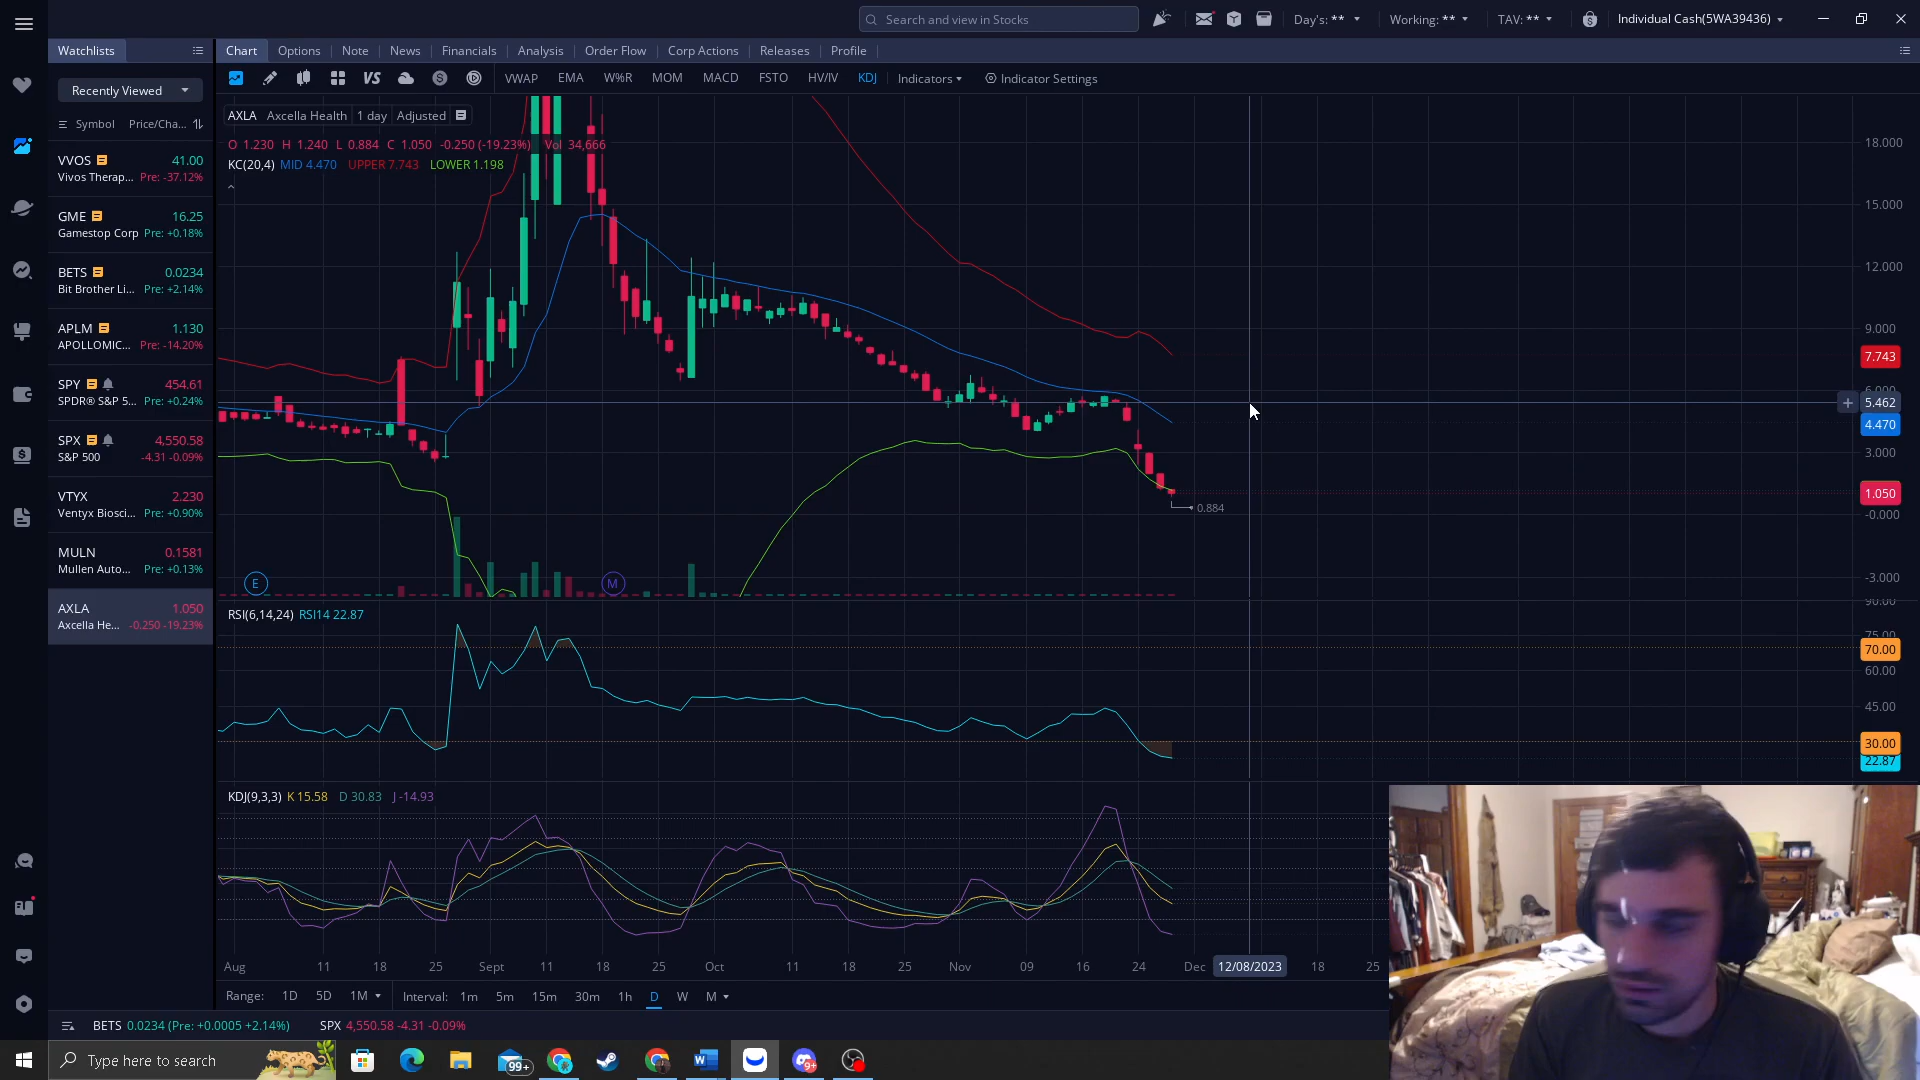 Search and view in Stocks
Day's: **
Working: **
TAV: **
Individual Cash(5WA39436)
Watchlists
Chart Options Note News Financials Analysis Order Flow Corp Actions Releases Profile
Recently Viewed
VS
S
VWAP EMA W%R MOM MACD FSTO HV/IV KDJ Indicators Indicator Settings
Symbol Price/Cha...
AXLA Axcella Health 1 day Adjusted
O 1.230 H 1.240 L 0.884 C 1.050 -0.250 (-19.23%) Vol 34,666
KC(20,4) MID 4.470 UPPER 7.743 LOWER 1.198
VVOS 41.00
Vivos Therap... Pre: -37.12%
GME 16.25
Gamestop Corp Pre: +0.18%
BETS 0.0234
Bit Brother Li... Pre: +2.14%
APLM 1.130
APOLLOMIC... Pre: -14.20%
SPY 454.61
SPDR® S&P 5... Pre: +0.24%
SPX 4,550.58
S&P 500 -4.31 -0.09%
VTYX 2.230
Ventyx Biosci... Pre: +0.90%
MULN 0.1581
Mullen Auto... Pre: +0.13%
AXLA 1.050
Axcella He... -0.250 -19.23%
18.000
15.000
12.000
9.000
7.743
6.000
5.462
4.470
3.000
1.050
0.884
-0.000
-3.000
E
M
RSI(6,14,24) RSI14 22.87
90.00
75.00
70.00
60.00
45.00
30.00
22.87
KDJ(9,3,3) K 15.58 D 30.83 J -14.93
Aug 11 18 25 Sept 11 18 25 Oct 11 18 25 Nov 09 16 24 Dec 12/08/2023 18 25
Range: 1D 5D 1M Interval: 1m 5m 15m 30m 1h D W M
BETS 0.0234 (Pre: +0.0005 +2.14%) SPX 4,550.58 -4.31 -0.09%
Type here to search
99+
9+